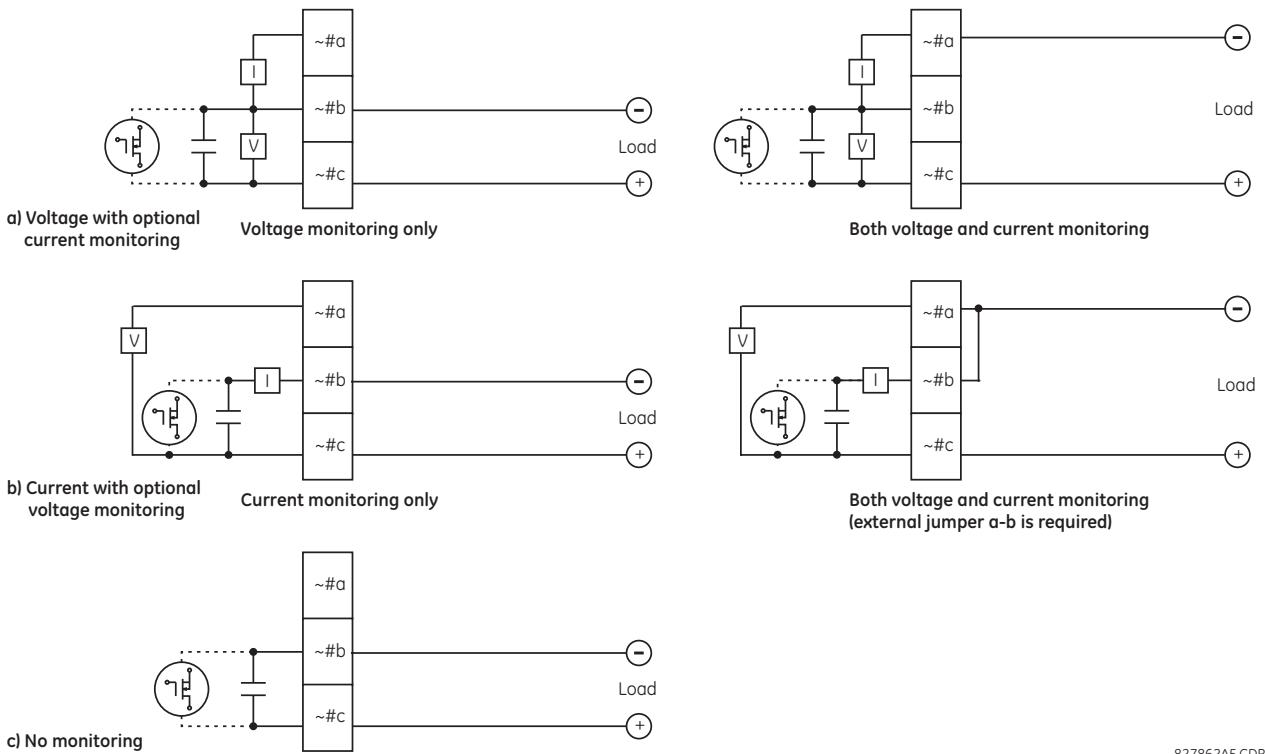 ~#a
I
~#b
V
~#c
−
Load
+
a) Voltage with optional
current monitoring
Voltage monitoring only
~#a
I
~#b
V
~#c
−
Load
+
Both voltage and current monitoring
~#a
V
I
~#b
~#c
−
Load
+
b) Current with optional
voltage monitoring
Current monitoring only
~#a
V
I
~#b
~#c
−
Load
+
Both voltage and current monitoring
(external jumper a-b is required)
~#a
~#b
~#c
−
Load
+
c) No monitoring